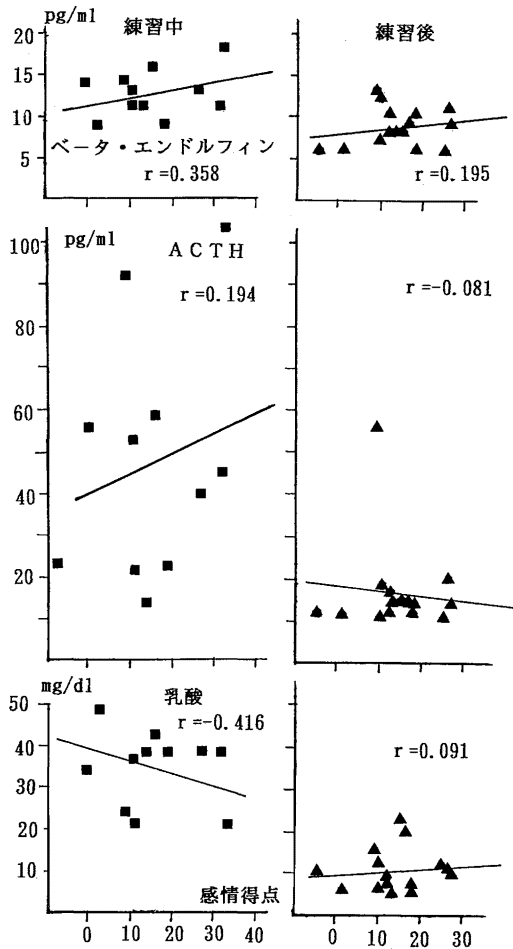 pg/ml
練習中
練習後
20
15
10
5
ベータ・エンドルフィン
r=0.358
r=0.195
pg/ml
100
80
60
40
20
ACTH
r=0.194
r=-0.081
mg/dl
50
40
30
20
10
乳酸
r=-0.416
r=0.091
感情得点
0 10 20 30 40
0 10 20 30